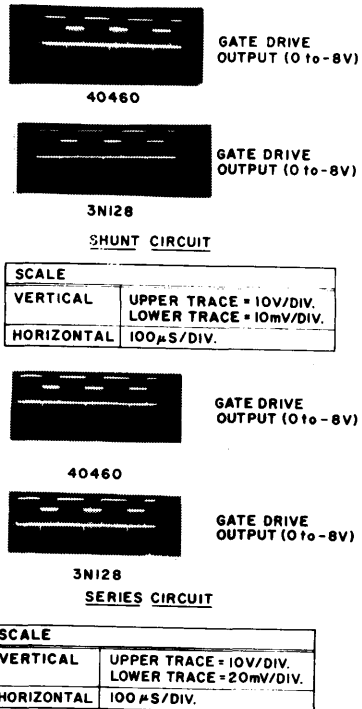 GATE DRIVE
OUTPUT (0 to -8V)
40460
GATE DRIVE
OUTPUT (0 to -8V)
3N128
SHUNT CIRCUIT
SCALE
VERTICAL UPPER TRACE = 10V/DIV.
LOWER TRACE = 10mV/DIV.
HORIZONTAL 100μS/DIV.
GATE DRIVE
OUTPUT (0 to -8V)
40460
GATE DRIVE
OUTPUT (0 to -8V)
3N128
SERIES CIRCUIT
SCALE
VERTICAL UPPER TRACE = 10V/DIV.
LOWER TRACE = 20mV/DIV.
HORIZONTAL 100μS/DIV.